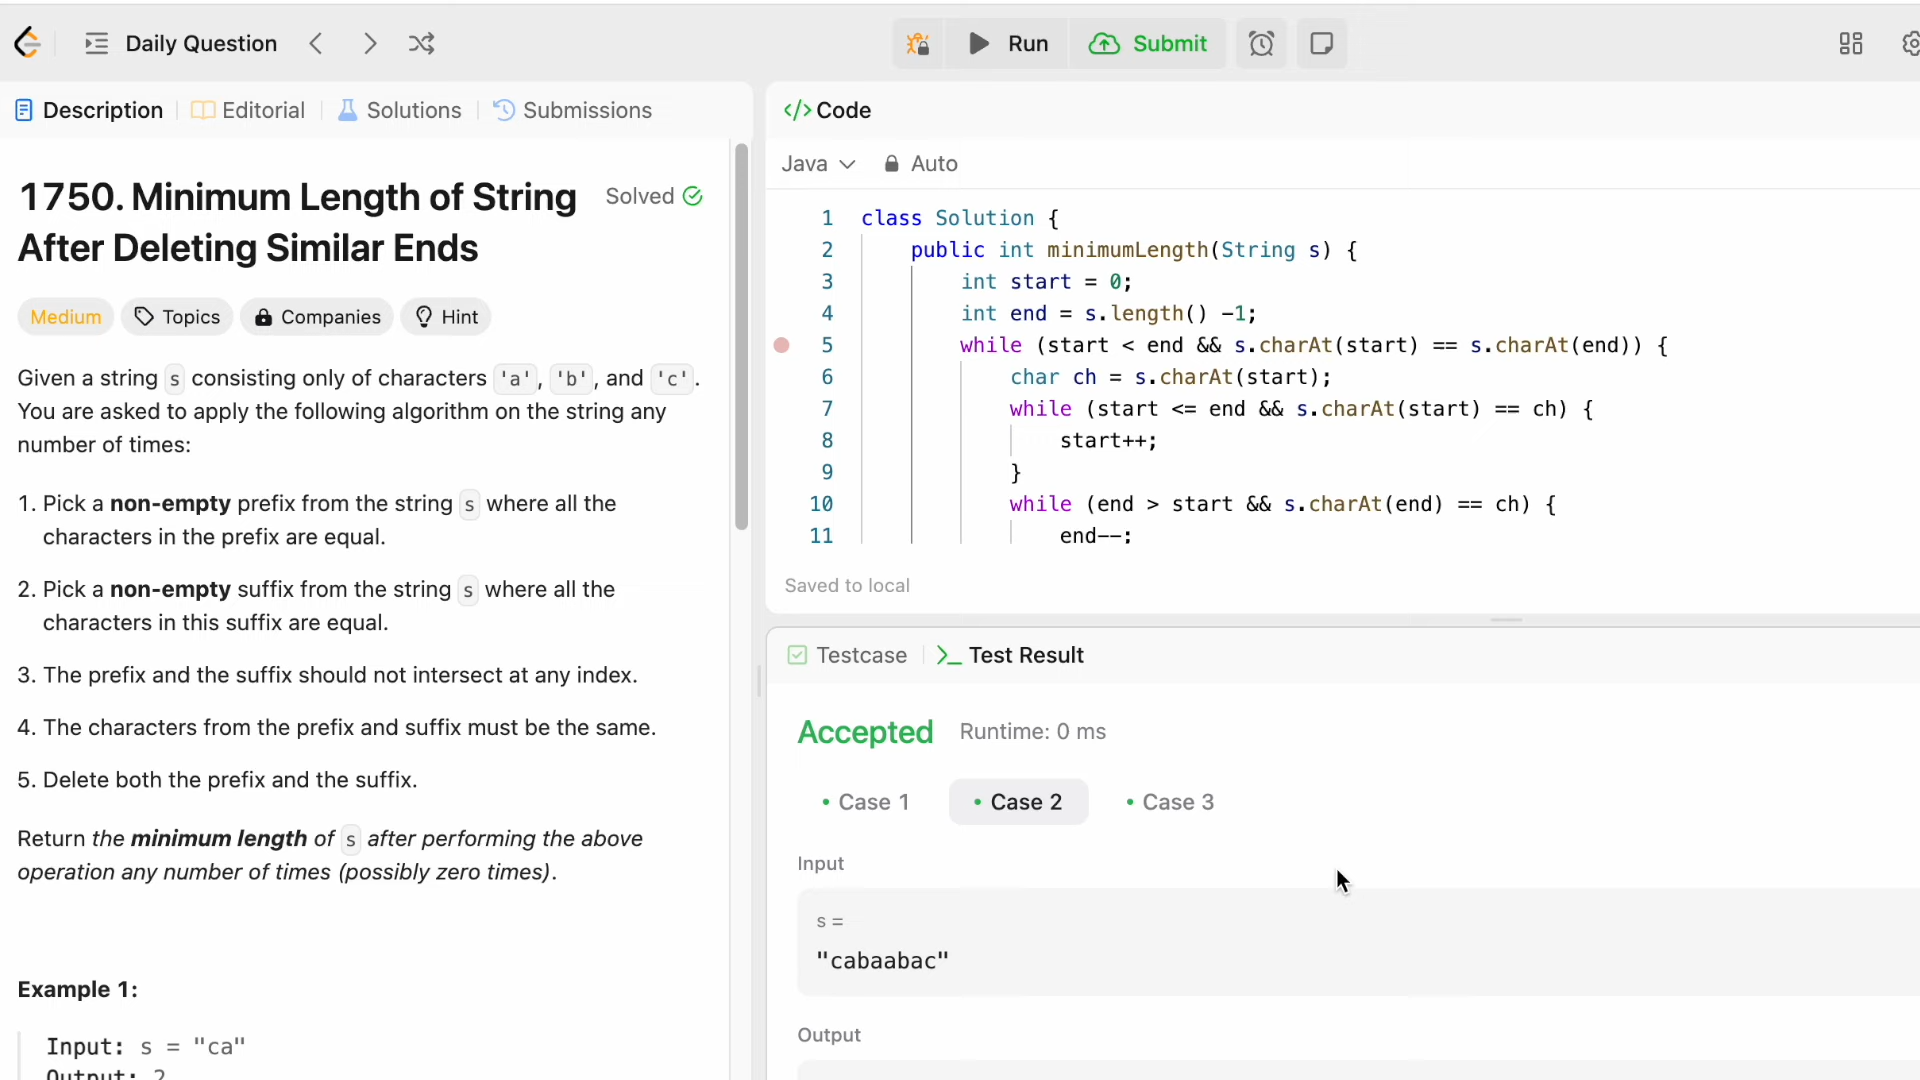 Daily Question
Run
Submit
Description
Editorial
Solutions
Submissions
1750. Minimum Length of String
After Deleting Similar Ends
Solved
Medium
Topics
Companies
Hint
Given a string s consisting only of characters 'a', 'b', and 'c'.
You are asked to apply the following algorithm on the string any
number of times:
1. Pick a non-empty prefix from the string s where all the
characters in the prefix are equal.
2. Pick a non-empty suffix from the string s where all the
characters in this suffix are equal.
3. The prefix and the suffix should not intersect at any index.
4. The characters from the prefix and suffix must be the same.
5. Delete both the prefix and the suffix.
Return the minimum length of s after performing the above
operation any number of times (possibly zero times).
Example 1:
Input: s = "ca"
Output: 2
</> Code
Java
Auto
1 class Solution {
2 public int minimumLength(String s) {
3 int start = 0;
4 int end = s.length() -1;
5 while (start < end && s.charAt(start) == s.charAt(end)) {
6 char ch = s.charAt(start);
7 while (start <= end && s.charAt(start) == ch) {
8 start++;
9 }
10 while (end > start && s.charAt(end) == ch) {
11 end--;
Saved to local
Testcase
>_ Test Result
Accepted
Runtime: 0 ms
• Case 1
• Case 2
• Case 3
Input
s =
"cabaabac"
Output